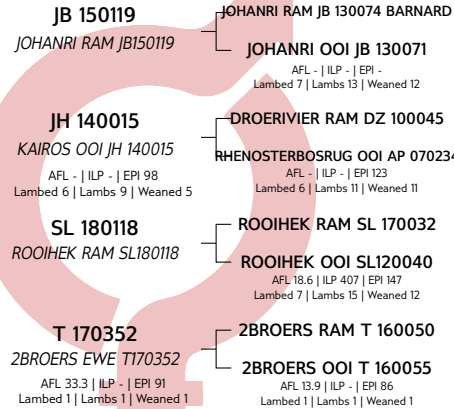 JB 150119
JOHANRI RAM JB150119
JOHANRI RAM JB 130074 BARNARD
JOHANRI OOI JB 130071
AFL - | ILP - | EPI -
Lambed 7 | Lambs 13 | Weaned 12
JH 140015
KAIROS OOI JH 140015
AFL - | ILP - | EPI 98
Lambed 6 | Lambs 9 | Weaned 5
DROERIVIER RAM DZ 100045
RHENOSTERBOSRUG OOI AP 070234
AFL - | ILP - | EPI 123
Lambed 6 | Lambs 11 | Weaned 11
SL 180118
ROOIHEK RAM SL180118
ROOIHEK RAM SL 170032
ROOIHEK OOI SL120040
AFL 18.6 | ILP 407 | EPI 147
Lambed 7 | Lambs 15 | Weaned 12
T 170352
2BROERS EWE T170352
AFL 33.3 | ILP - | EPI 91
Lambed 1 | Lambs 1 | Weaned 1
2BROERS RAM T 160050
2BROERS OOI T 160055
AFL 13.9 | ILP - | EPI 86
Lambed 1 | Lambs 1 | Weaned 1